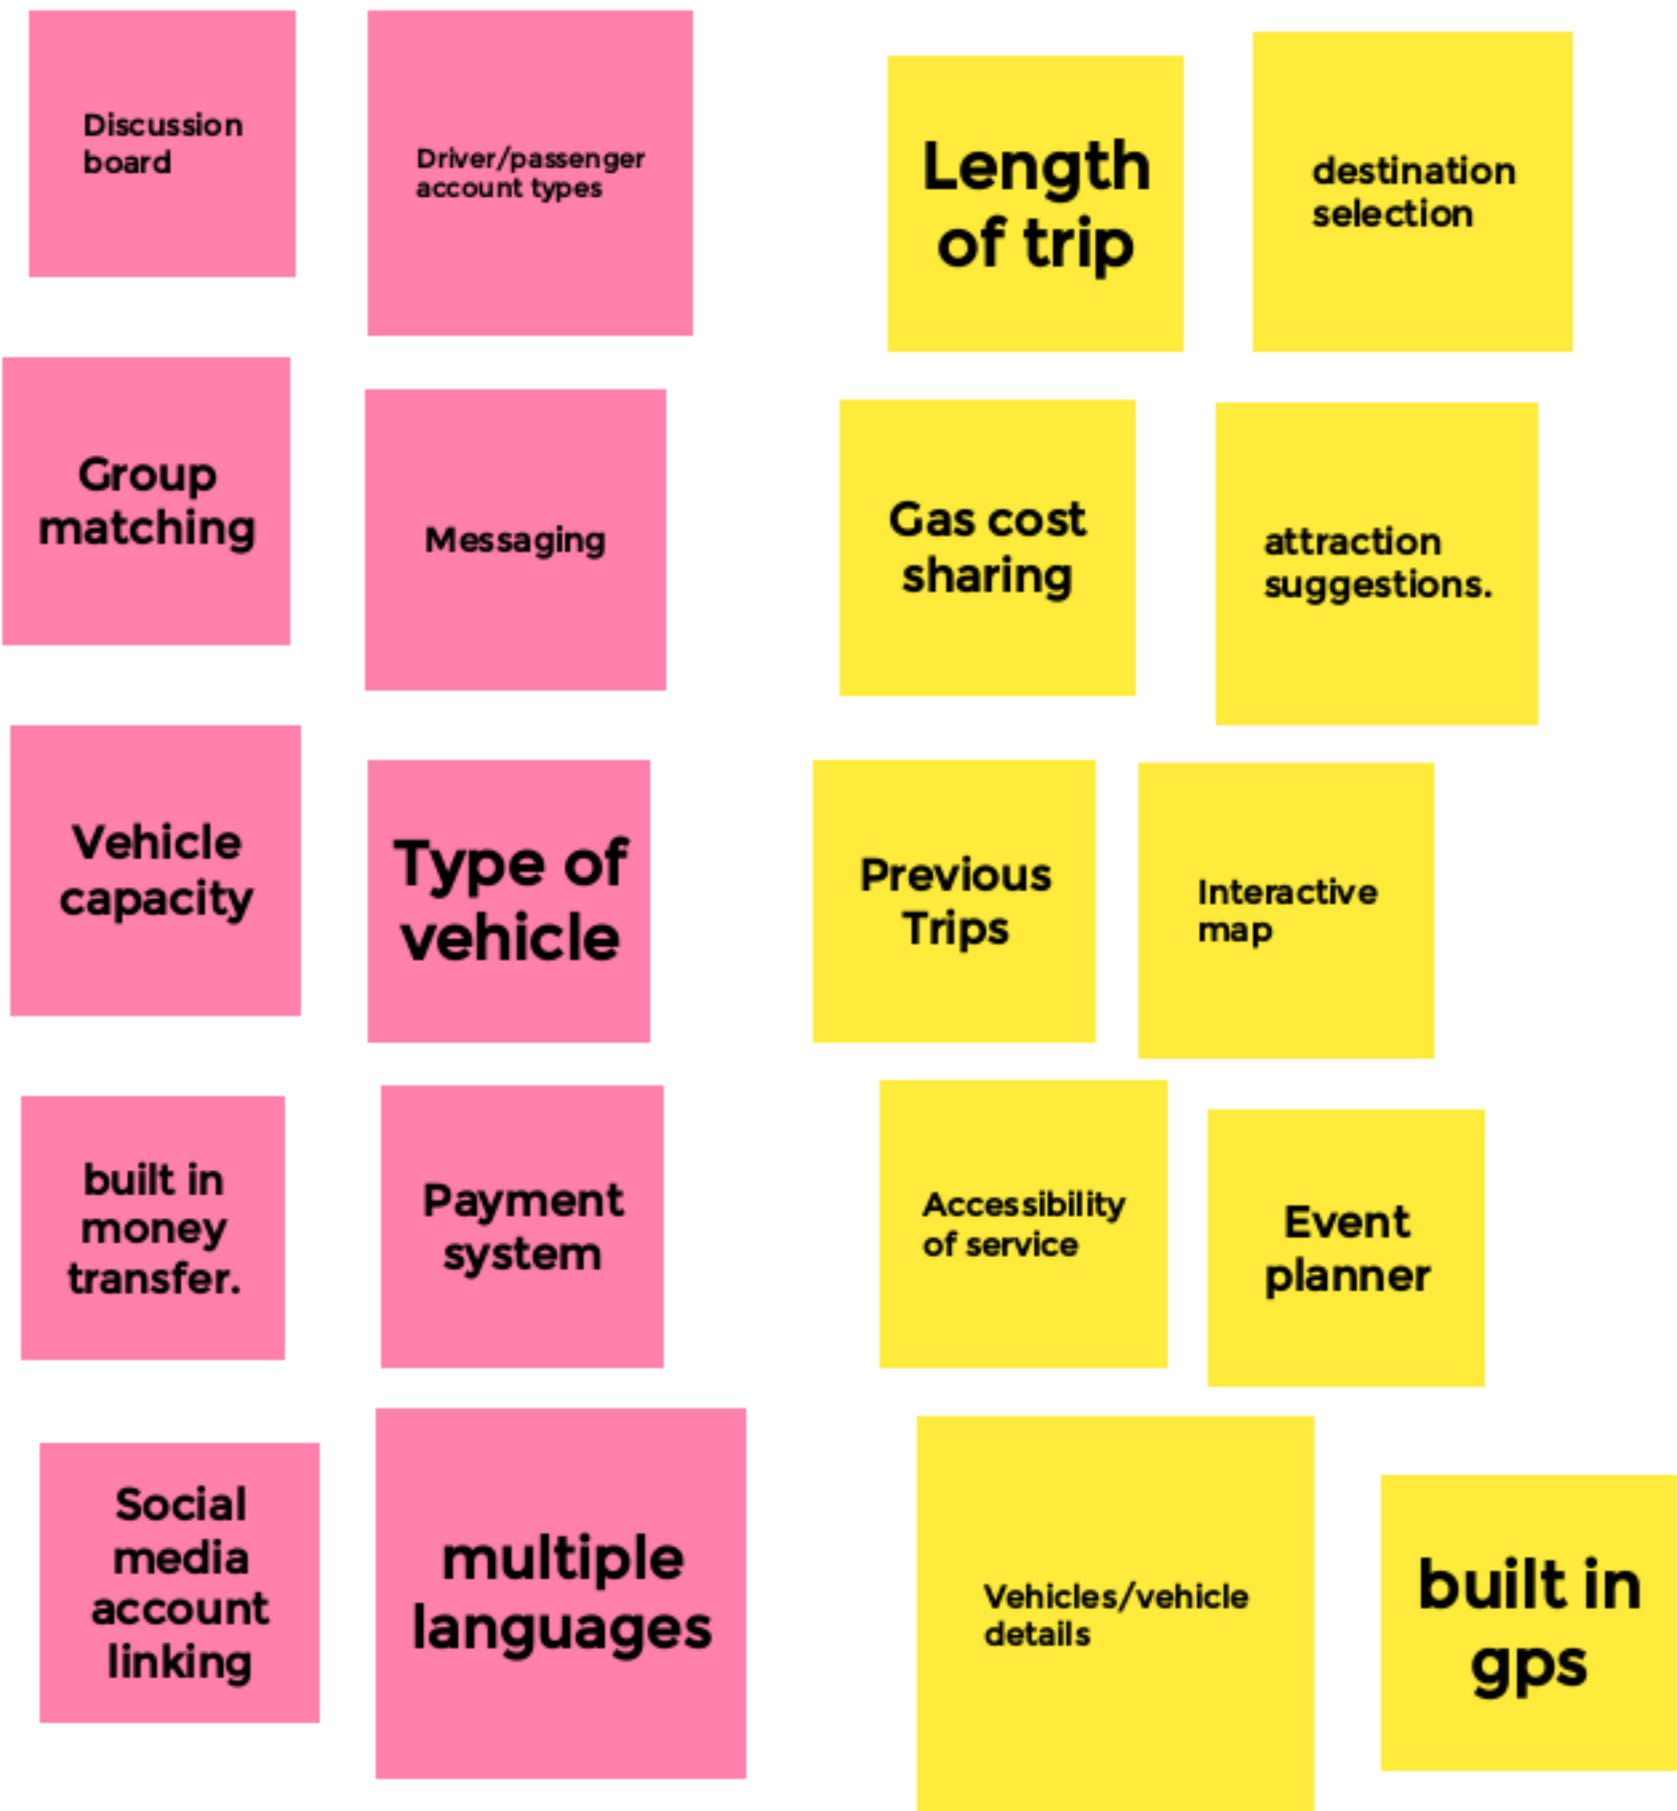 Discussion
board
Driver/passenger
account types
Length
of trip
destination
selection
Group
matching
Messaging
Gas cost
sharing
attraction
suggestions.
Vehicle
capacity
Type of
vehicle
Previous
Trips
Interactive
map
built in
money
transfer.
Payment
system
Accessibility
of service
Event
planner
Social
media
account
linking
multiple
languages
Vehicles/vehicle
details
built in
gps